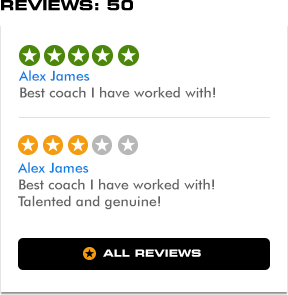 REVIEWS: 50
Alex James
Best coach I have worked with!
Alex James
Best coach I have worked with!
Talented and genuine!
ALL REVIEWS